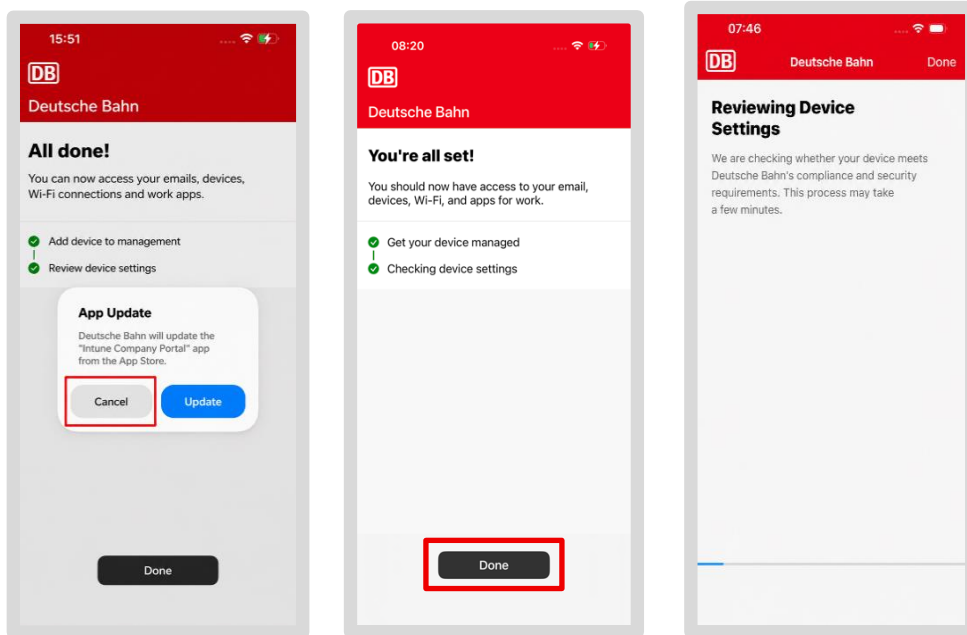 15:51
DB
Deutsche Bahn
All done!
You can now access your emails, devices,
Wi-Fi connections and work apps.
Add device to management
Review device settings
App Update
Deutsche Bahn will update the
"Intune Company Portal" app
from the App Store.
Cancel
Update
Done
08:20
DB
Deutsche Bahn
You're all set!
You should now have access to your email,
devices, Wi-Fi, and apps for work.
Get your device managed
Checking device settings
Done
07:46
DB
Deutsche Bahn
Done
Reviewing Device
Settings
We are checking whether your device meets
Deutsche Bahn's compliance and security
requirements. This process may take
a few minutes.